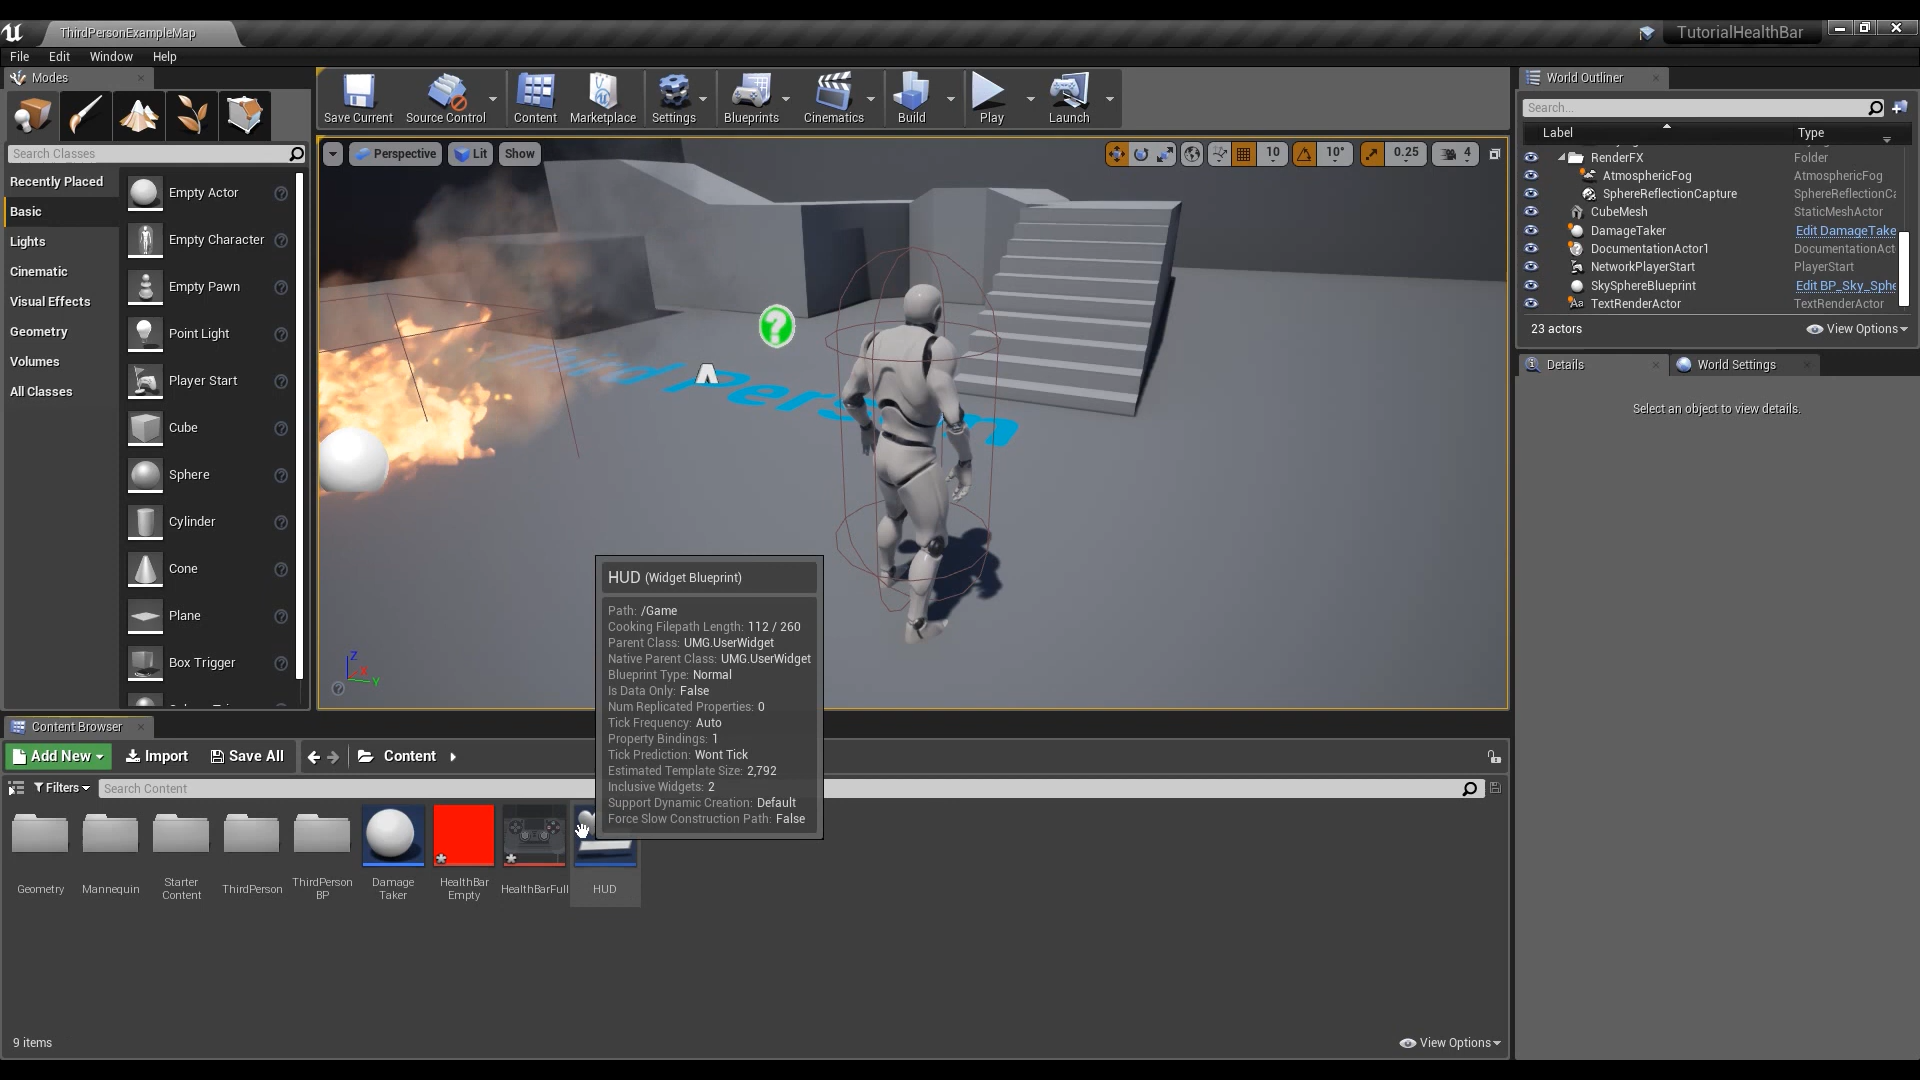 ThirdPersonExampleMap
TutorialHealthBar
File Edit Window Help
Modes
Search Classes
Recently Placed
Basic
Lights
Cinematic
Visual Effects
Geometry
Volumes
All Classes
Empty Actor
Empty Character
Empty Pawn
Point Light
Player Start
Cube
Sphere
Cylinder
Cone
Plane
Box Trigger
Save Current
Source Control
Content
Marketplace
Settings
Blueprints
Cinematics
Build
Play
Launch
Perspective
Lit
Show
10
10°
0.25
4
Z
X
Y
World Outliner
Search...
Label Type
RenderFX Folder
AtmosphericFog AtmosphericFog
SphereReflectionCapture SphereReflectionCa
CubeMesh StaticMeshActor
DamageTaker Edit DamageTake
DocumentationActor1 DocumentationAct
NetworkPlayerStart PlayerStart
SkySphereBlueprint Edit BP_Sky_Sphe
TextRenderActor TextRenderActor
23 actors
View Options
Details
World Settings
Select an object to view details.
HUD (Widget Blueprint)
Path: /Game
Cooking Filepath Length: 112 / 260
Parent Class: UMG.UserWidget
Native Parent Class: UMG.UserWidget
Blueprint Type: Normal
Is Data Only: False
Num Replicated Properties: 0
Tick Frequency: Auto
Property Bindings: 1
Tick Prediction: Wont Tick
Estimated Template Size: 2,792
Inclusive Widgets: 2
Support Dynamic Creation: Default
Force Slow Construction Path: False
Content Browser
Add New
Import
Save All
Content
Filters
Search Content
Geometry
Mannequin
Starter
Content
ThirdPerson
ThirdPerson
BP
Damage
Taker
HealthBar
Empty
HealthBarFull
HUD
9 items
View Options